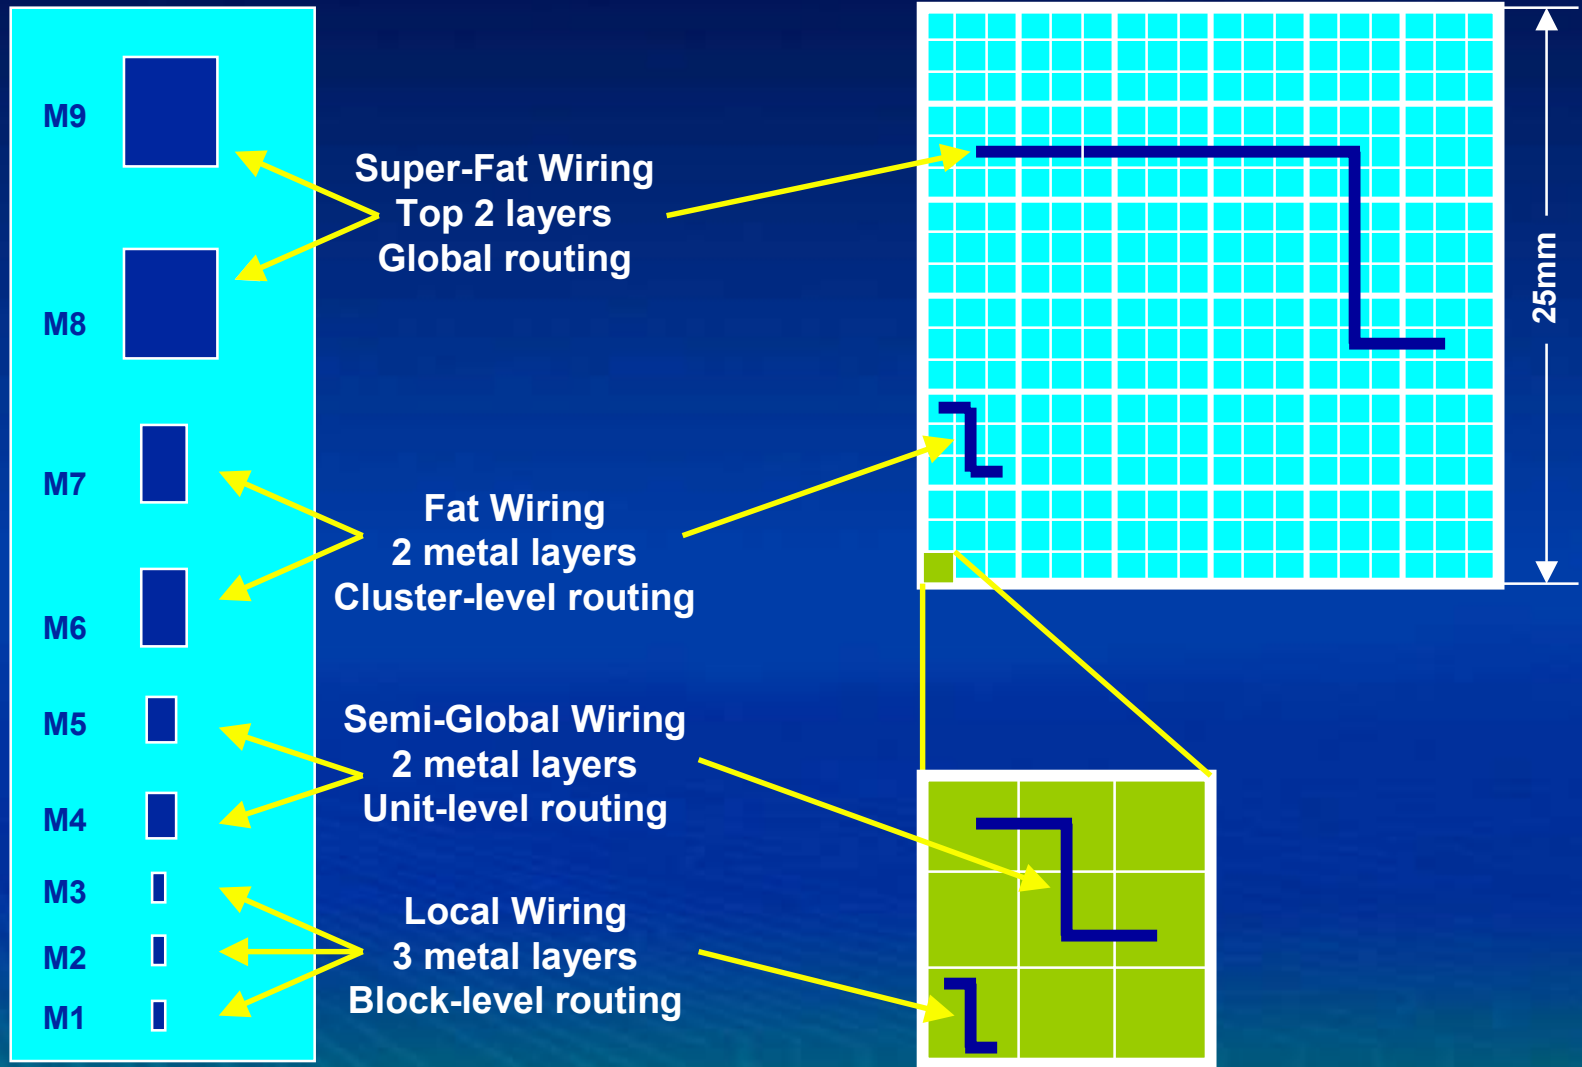 M9
M8
M7
M6
M5
M4
M3
M2
M1
Super-Fat Wiring
Top 2 layers
Global routing
Fat Wiring
2 metal layers
Cluster-level routing
Semi-Global Wiring
2 metal layers
Unit-level routing
Local Wiring
3 metal layers
Block-level routing
25mm